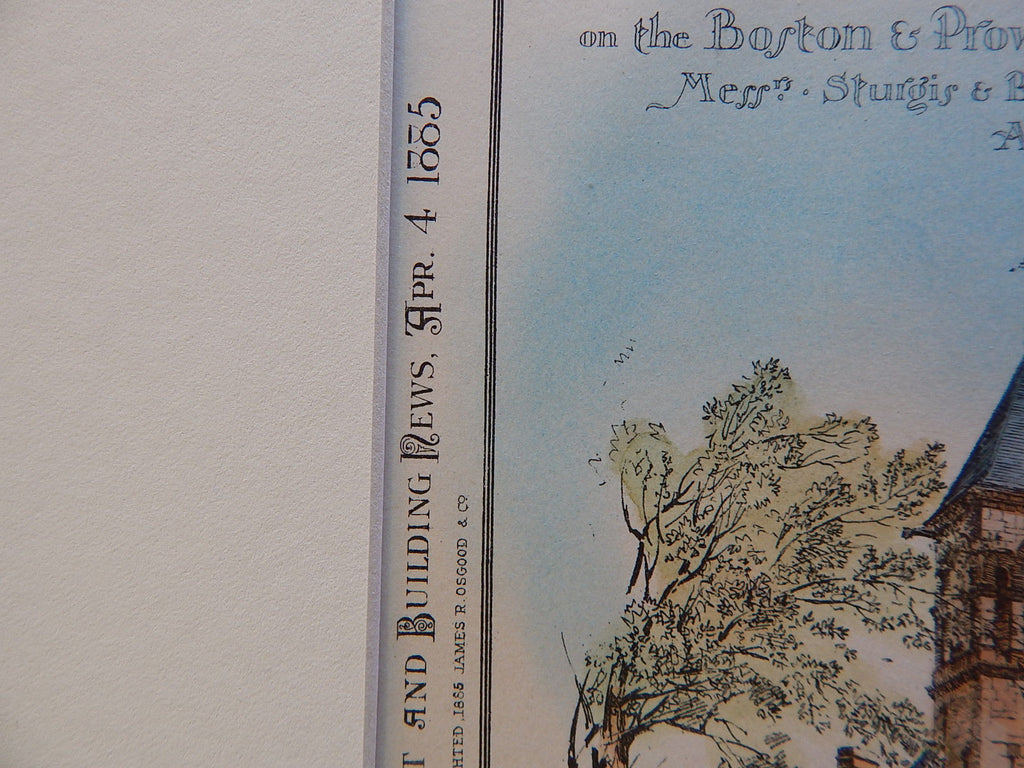 on the Boston & Prov
Messrs. Sturgis & B
A
T AND BUILDING NEWS, APR. 4 1885
HTED, 1885 JAMES R. OSGOOD & CO